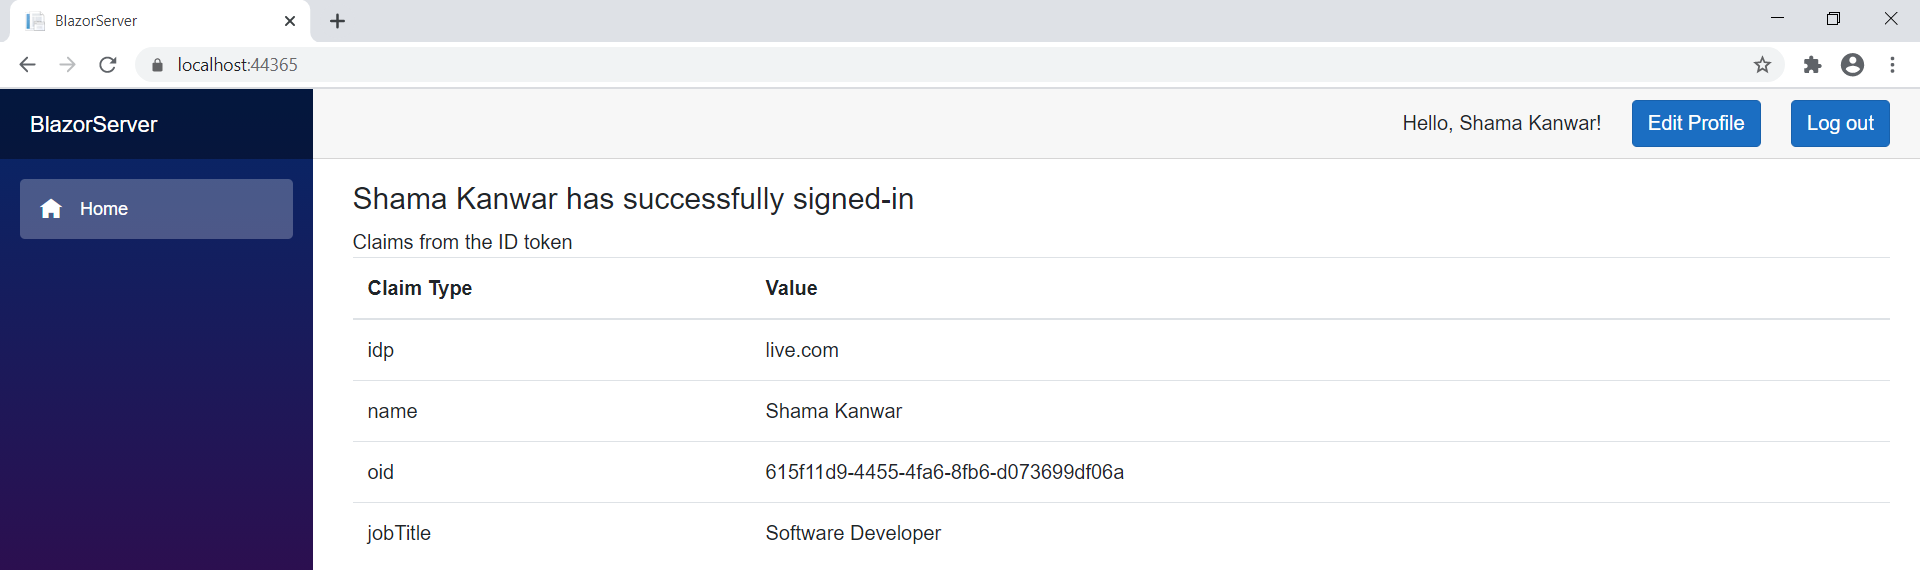 BlazorServer
localhost:44365
BlazorServer
Hello, Shama Kanwar! Edit Profile Log out
Home
Shama Kanwar has successfully signed-in
Claims from the ID token
Claim Type Value
idp live.com
name Shama Kanwar
oid 615f11d9-4455-4fa6-8fb6-d073699df06a
jobTitle Software Developer